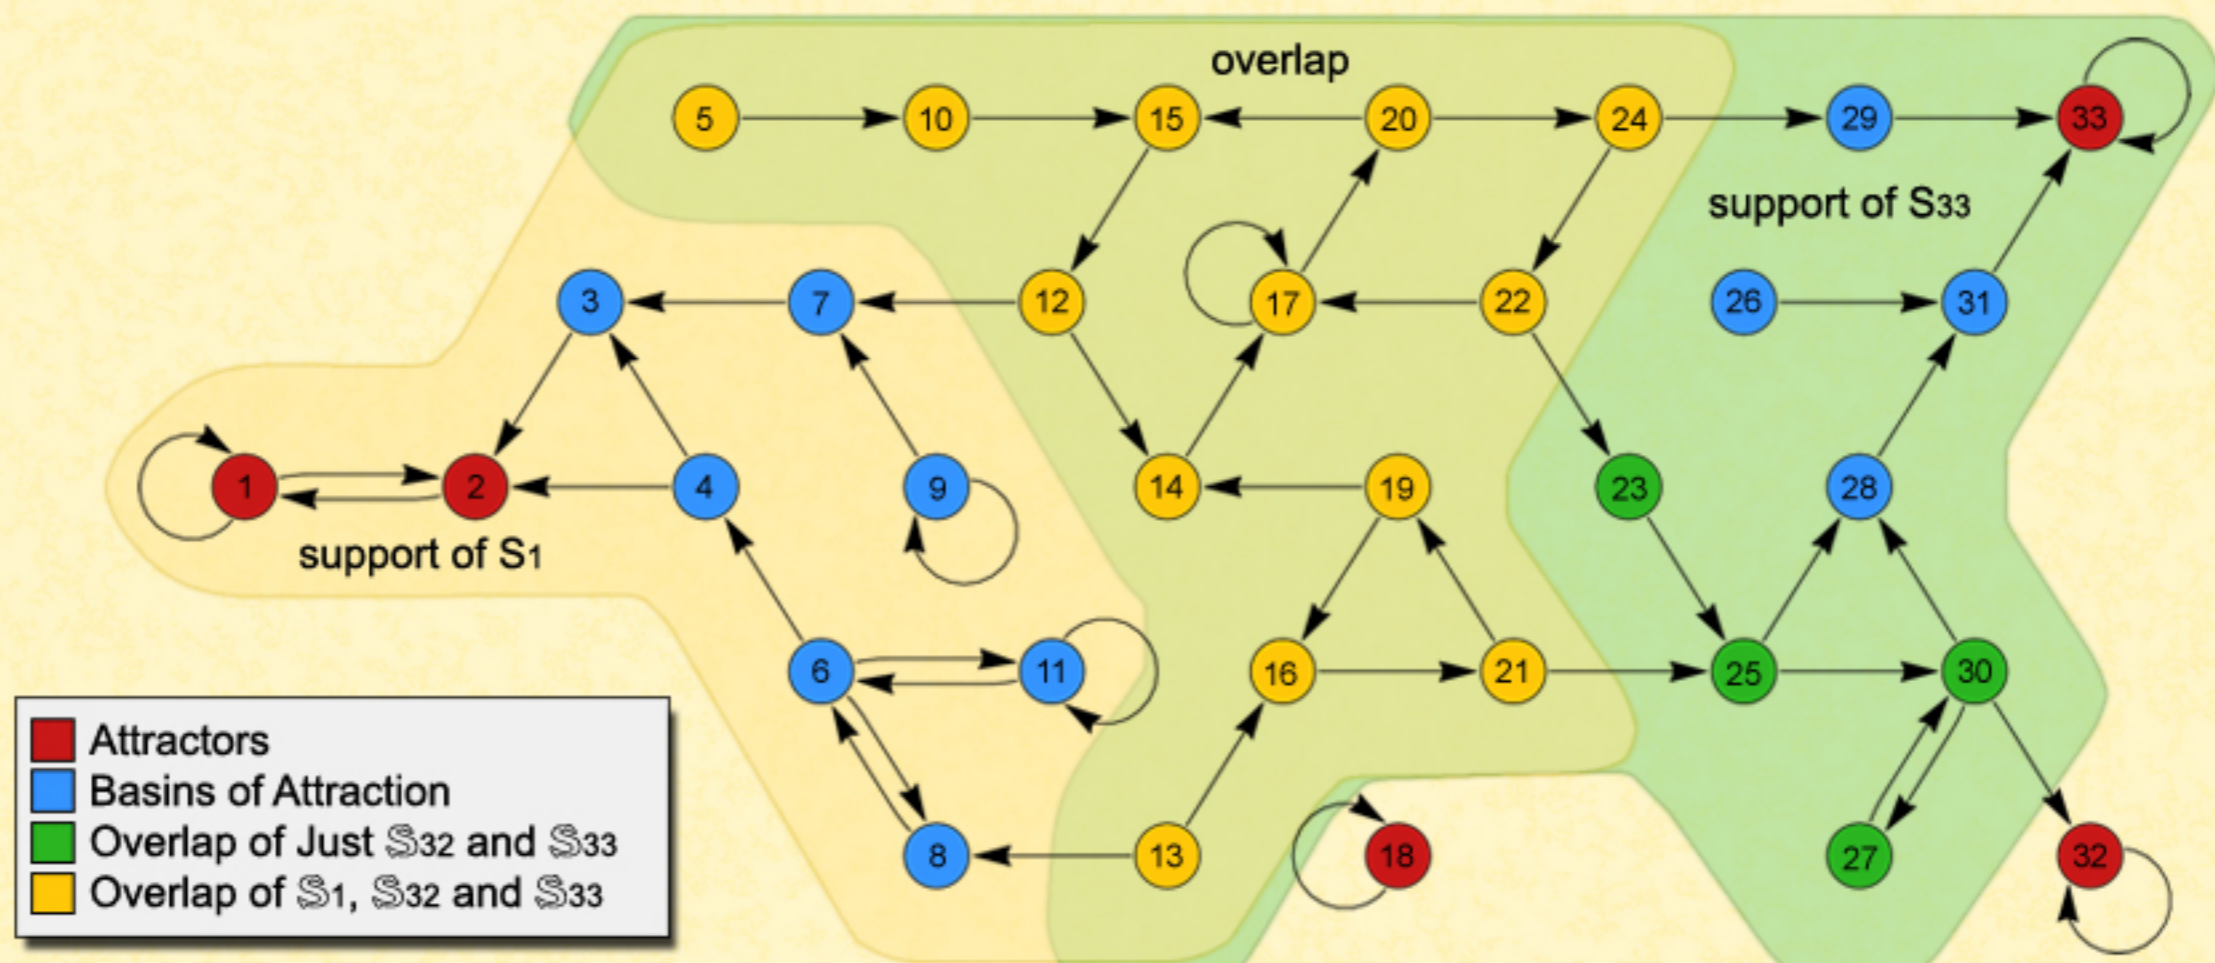 overlap
5 10 15 20 24 29 33
support of S33
3 7 12 17 22 26 31
1 2 4 9 14 19 23 28
support of S1
6 11 16 21 25 30
8 13 18 27 32
Attractors
Basins of Attraction
Overlap of Just 𝕊32 and 𝕊33
Overlap of 𝕊1, 𝕊32 and 𝕊33